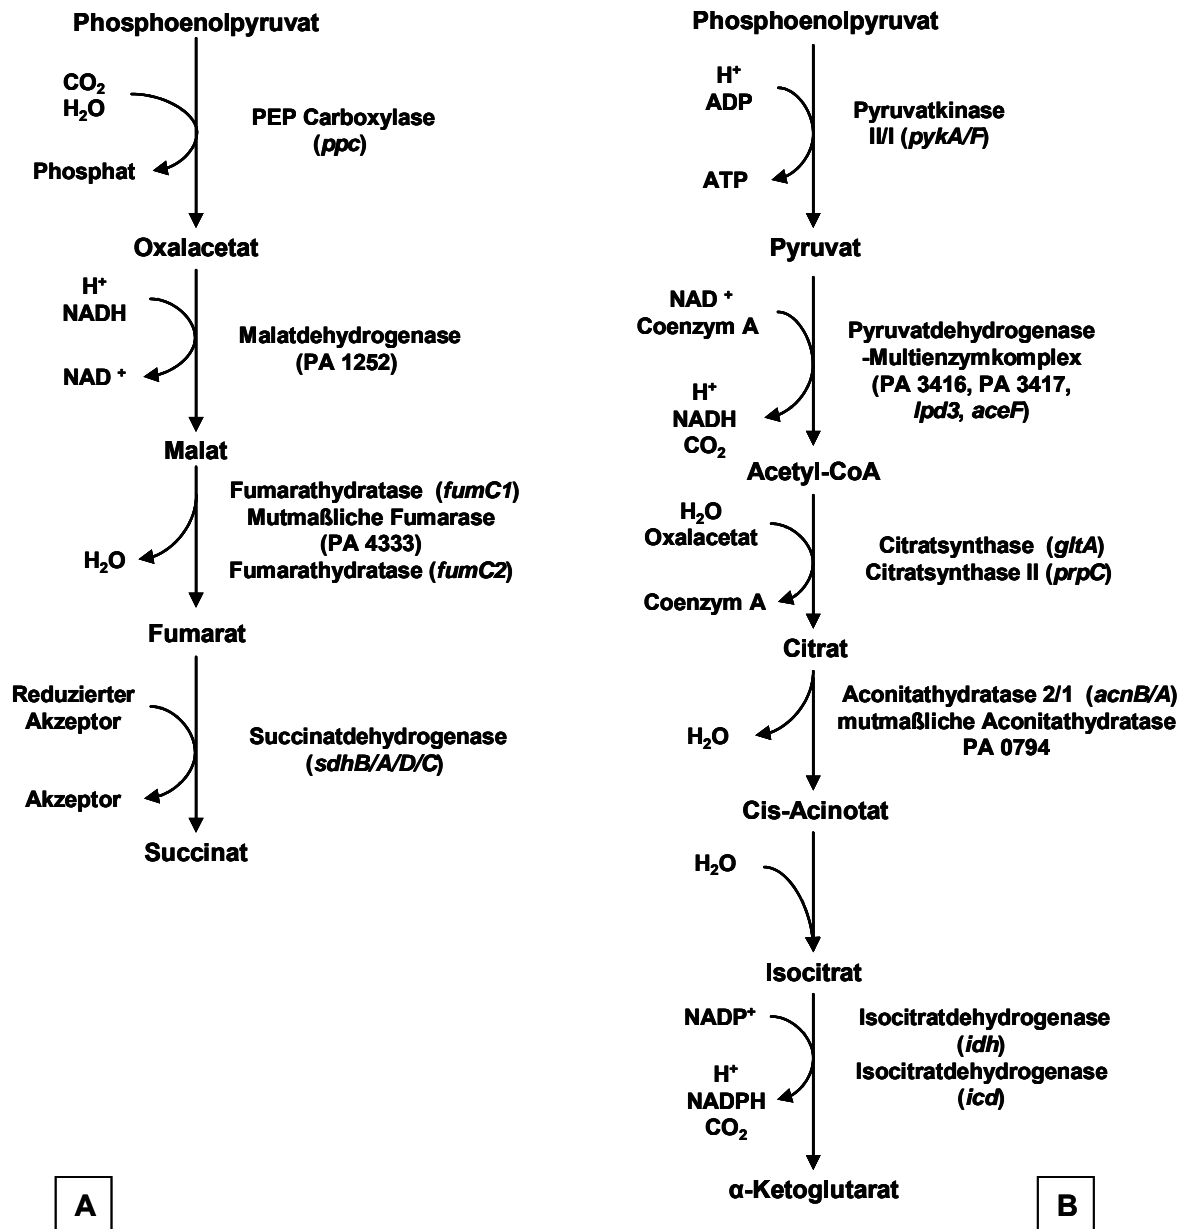 Phosphoenolpyruvat
CO₂
H₂O
PEP Carboxylase
(ppc)
Phosphat
Oxalacetat
H⁺
NADH
Malatdehydrogenase
(PA 1252)
NAD ⁺
Malat
Fumarathydratase (fumC1)
Mutmaßliche Fumarase
(PA 4333)
Fumarathydratase (fumC2)
H₂O
Fumarat
Reduzierter
Akzeptor
Succinatdehydrogenase
(sdhB/A/D/C)
Akzeptor
Succinat
A
Phosphoenolpyruvat
H⁺
ADP
Pyruvatkinase
II/I (pykA/F)
ATP
Pyruvat
NAD ⁺
Coenzym A
Pyruvatdehydrogenase
-Multienzymkomplex
(PA 3416, PA 3417,
lpd3, aceF)
H⁺
NADH
CO₂
Acetyl-CoA
H₂O
Oxalacetat
Citratsynthase (gltA)
Citratsynthase II (prpC)
Coenzym A
Citrat
Aconitathydratase 2/1 (acnB/A)
mutmaßliche Aconitathydratase
PA 0794
H₂O
Cis-Acinotat
H₂O
Isocitrat
NADP⁺
Isocitratdehydrogenase
(idh)
Isocitratdehydrogenase
(icd)
H⁺
NADPH
CO₂
α-Ketoglutarat
B